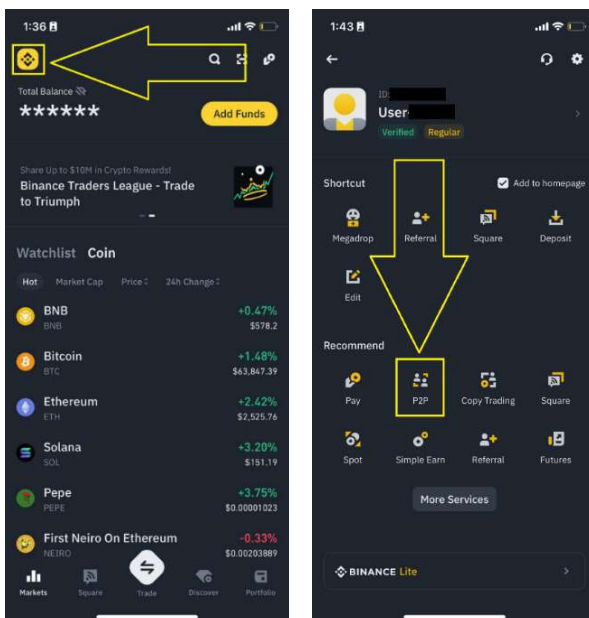 1:36
Total Balance
******
Add Funds
Share Up to $10M in Crypto Rewards!
Binance Traders League - Trade
to Triumph
Watchlist Coin
Hot Market Cap Price 24h Change
BNB +0.47%
BNB $578.2
Bitcoin +1.48%
BTC $63,847.39
Ethereum +2.42%
ETH $2,525.76
Solana +3.20%
SOL $151.19
Pepe +3.75%
PEPE $0.00001023
First Neiro On Ethereum -0.33%
NEIRO $0.00203889
Markets Square Trade Discover Portfolio
1:43
ID:
User-
Verified Regular
Shortcut Add to homepage
Megadrop Referral Square Deposit
Edit
Recommend
Pay P2P Copy Trading Square
Spot Simple Earn Referral Futures
More Services
BINANCE Lite